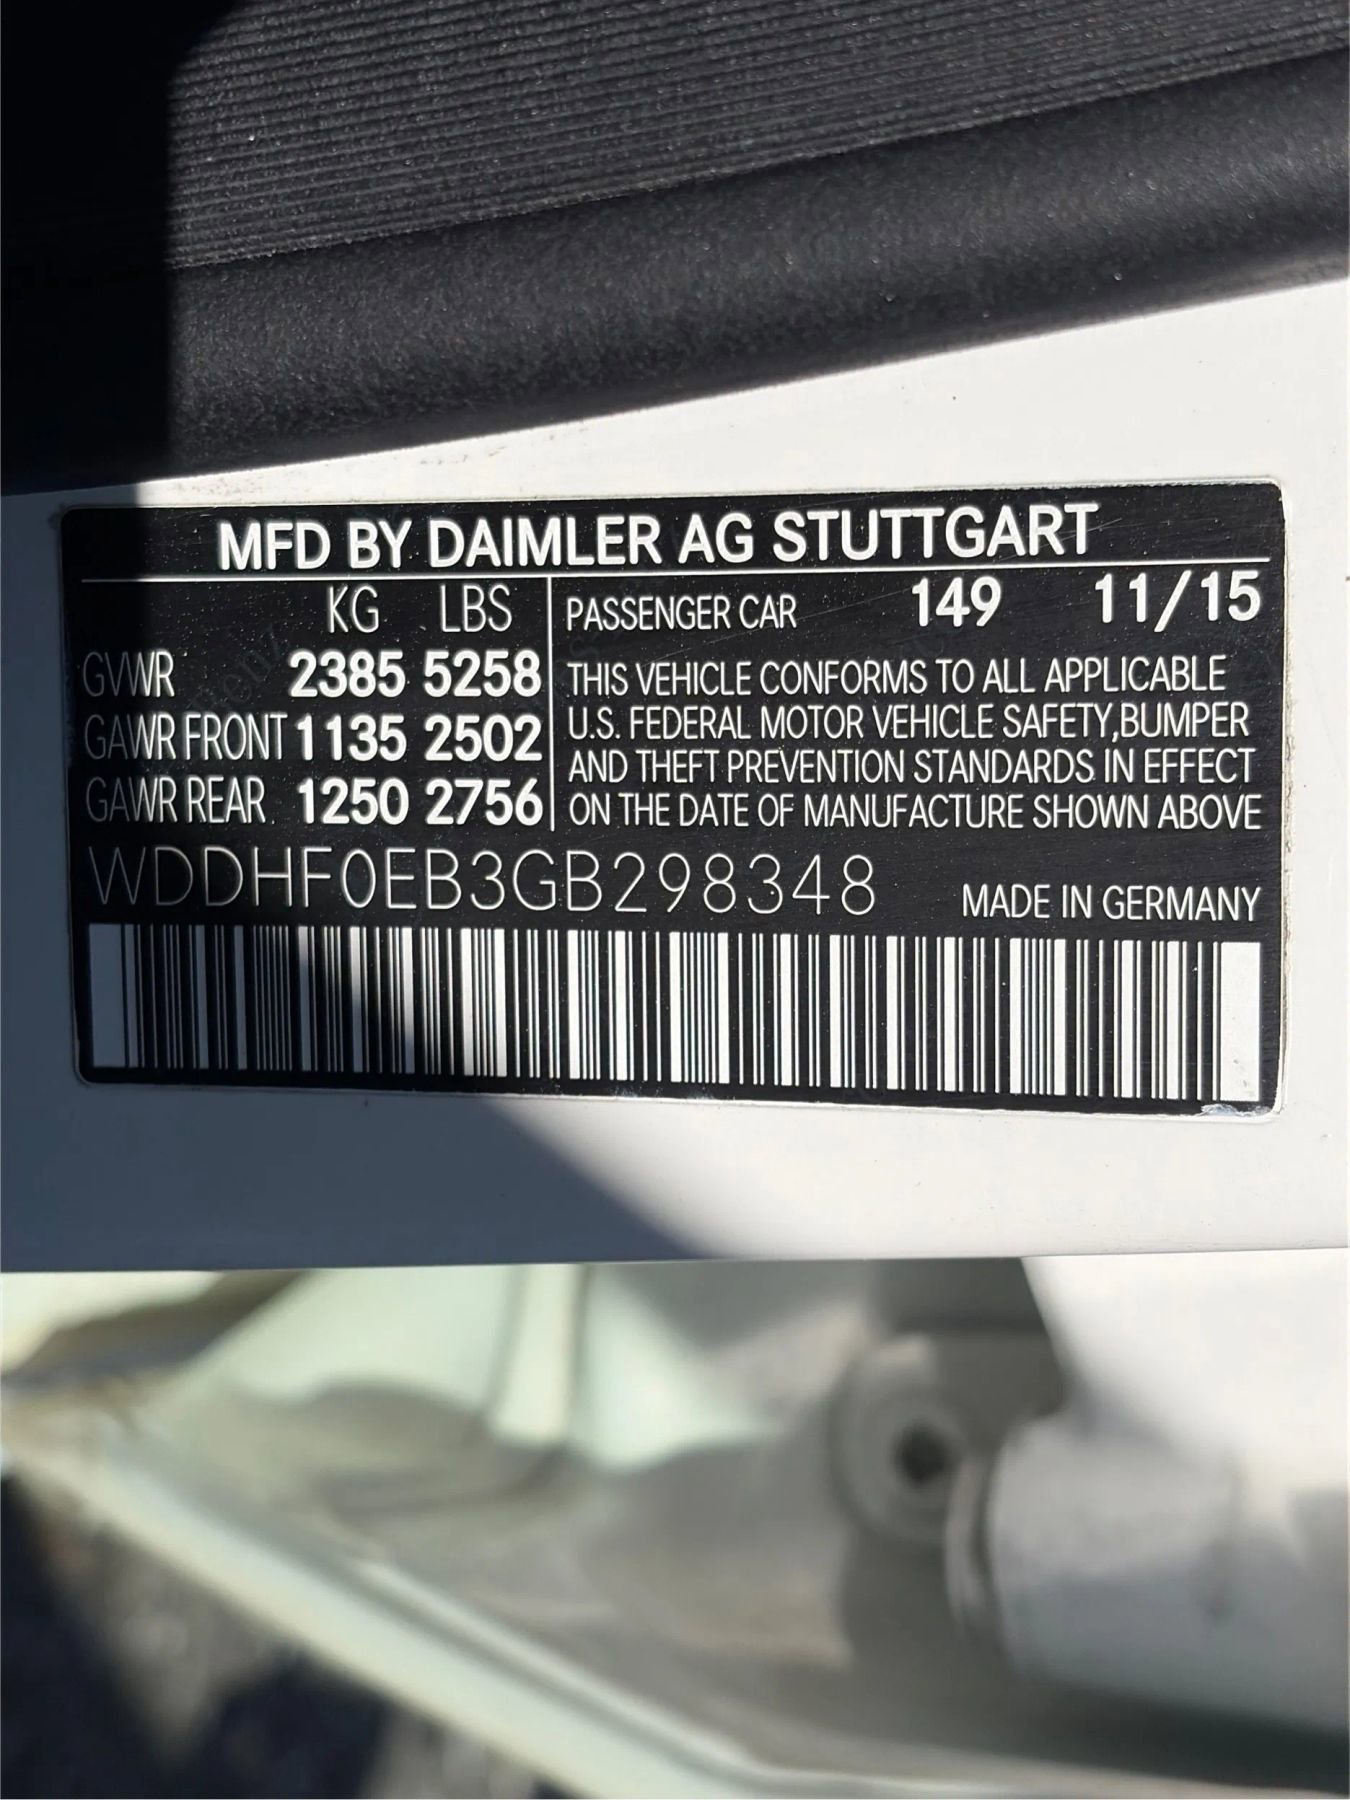 MFD BY DAIMLER AG STUTTGART
KG LBS
GVWR 2385 5258
GAWR FRONT 1135 2502
GAWR REAR 1250 2756
PASSENGER CAR 149 11/15
THIS VEHICLE CONFORMS TO ALL APPLICABLE
U.S. FEDERAL MOTOR VEHICLE SAFETY,BUMPER
AND THEFT PREVENTION STANDARDS IN EFFECT
ON THE DATE OF MANUFACTURE SHOWN ABOVE
WDDHF0EB3GB298348 MADE IN GERMANY